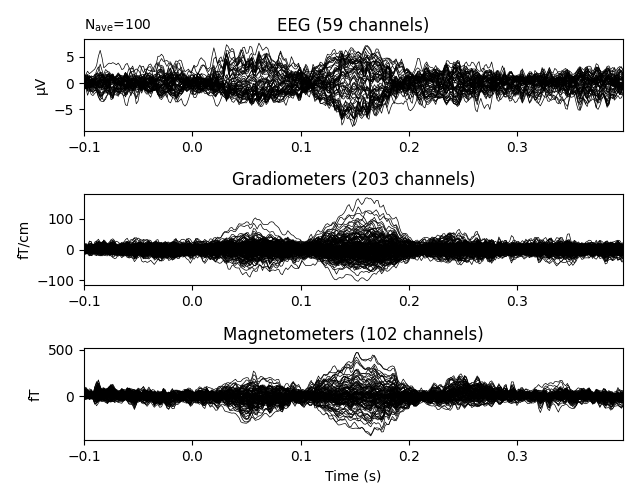 Nave=100
EEG (59 channels)
5
0
−5
µV
−0.1 0.0 0.1 0.2 0.3
Gradiometers (203 channels)
100
0
−100
fT/cm
−0.1 0.0 0.1 0.2 0.3
Magnetometers (102 channels)
500
0
fT
−0.1 0.0 0.1 0.2 0.3
Time (s)